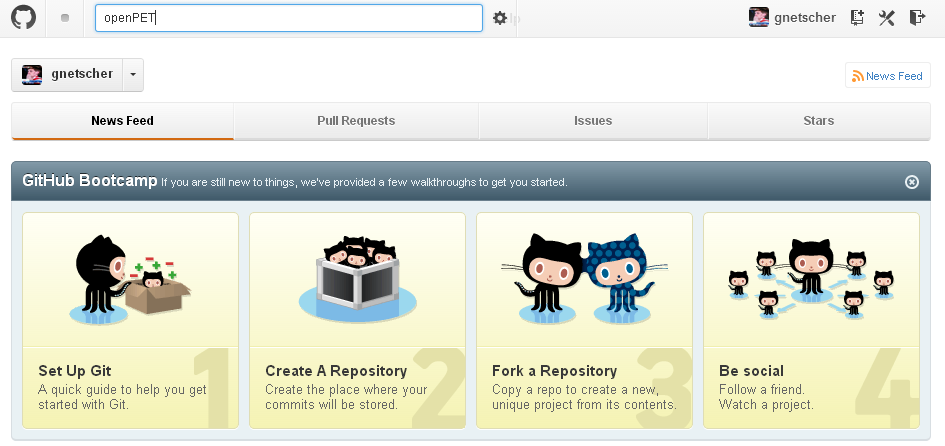 openPET
gnetscher
gnetscher
News Feed
News Feed
Pull Requests
Issues
Stars
GitHub Bootcamp If you are still new to things, we've provided a few walkthroughs to get you started.
1
Set Up Git
A quick guide to help you get
started with Git.
2
Create A Repository
Create the place where your
commits will be stored.
3
Fork a Repository
Copy a repo to create a new,
unique project from its contents.
4
Be social
Follow a friend.
Watch a project.